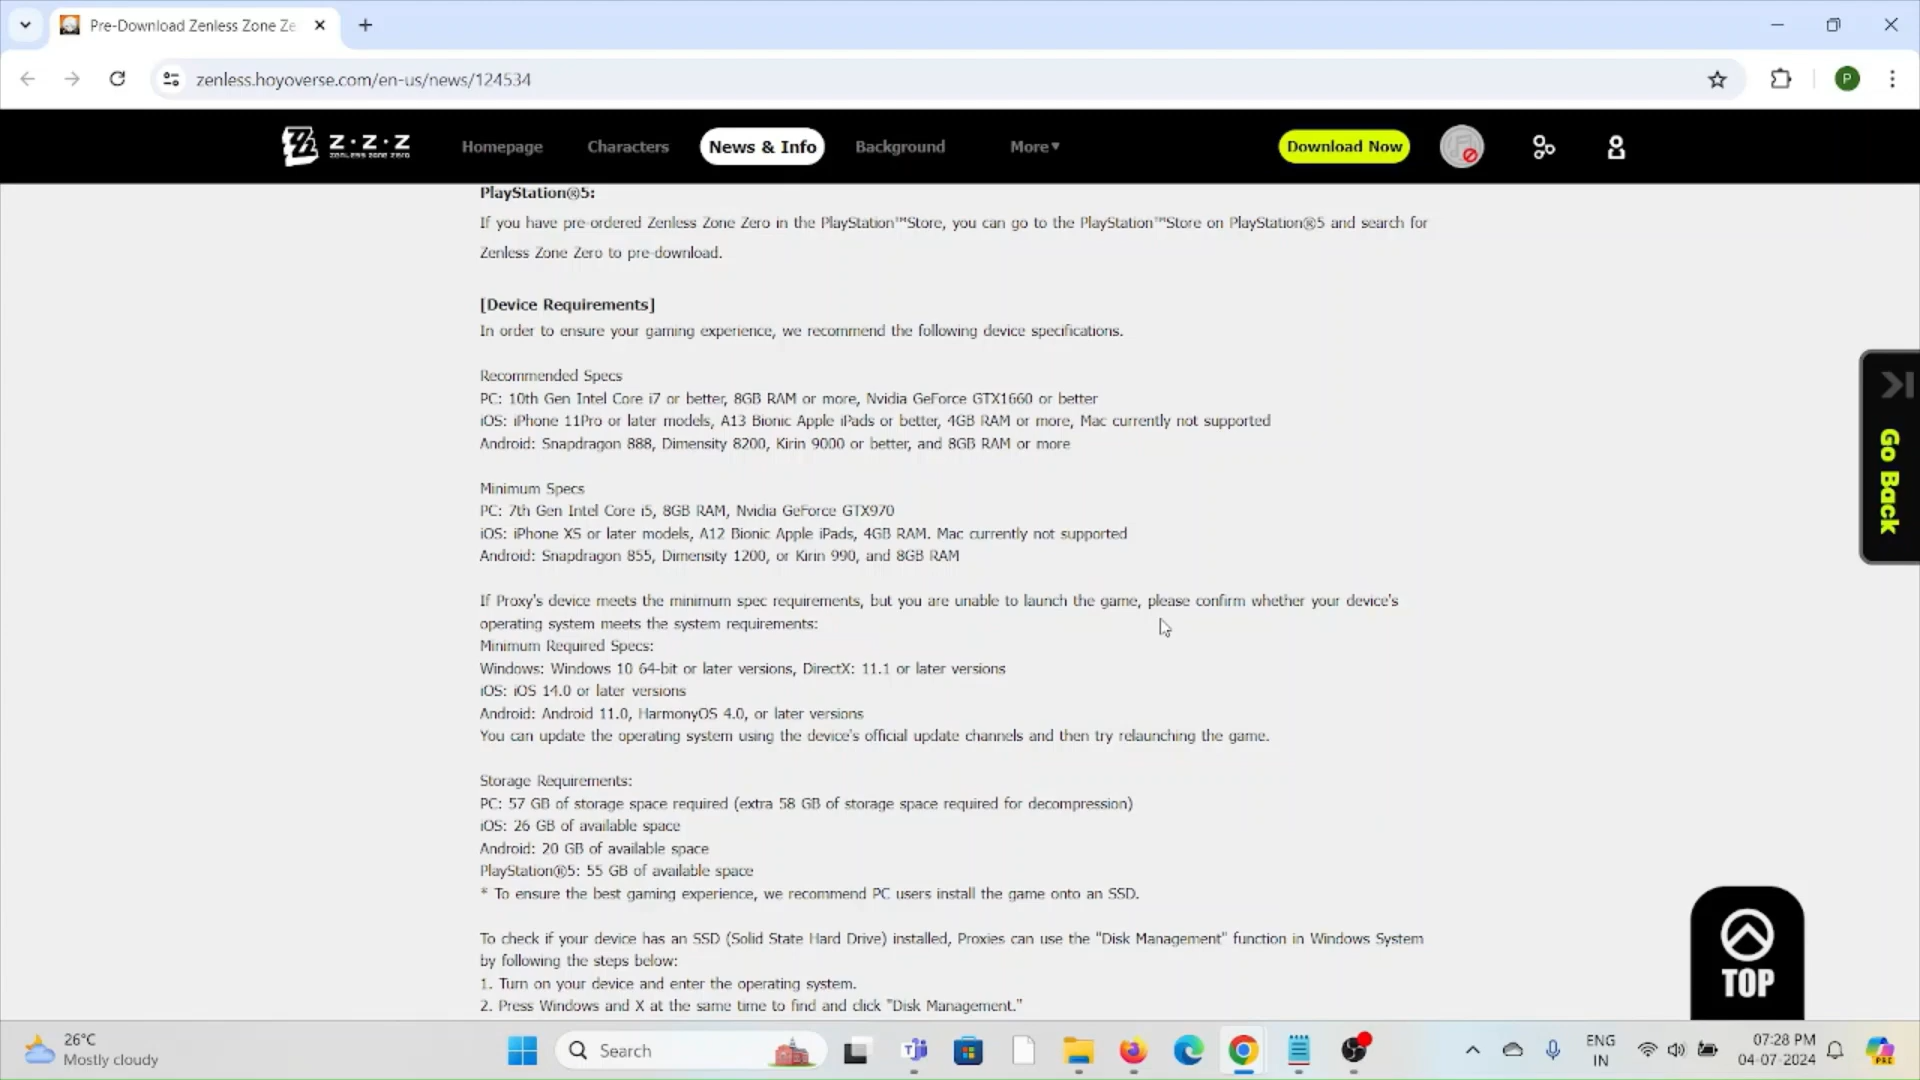 Pre-Download Zenless Zone Ze
zenless.hoyoverse.com/en-us/news/124534
P
Z·Z·Z
ZENLESS ZONE ZERO
Homepage
Characters
News & Info
Background
More▾
Download Now
PlayStation®5:
If you have pre-ordered Zenless Zone Zero in the PlayStation™Store, you can go to the PlayStation™Store on PlayStation®5 and search for
Zenless Zone Zero to pre-download.
[Device Requirements]
In order to ensure your gaming experience, we recommend the following device specifications.
Recommended Specs
PC: 10th Gen Intel Core i7 or better, 8GB RAM or more, Nvidia GeForce GTX1660 or better
iOS: iPhone 11Pro or later models, A13 Bionic Apple iPads or better, 4GB RAM or more, Mac currently not supported
Android: Snapdragon 888, Dimensity 8200, Kirin 9000 or better, and 8GB RAM or more
Minimum Specs
PC: 7th Gen Intel Core i5, 8GB RAM, Nvidia GeForce GTX970
iOS: iPhone XS or later models, A12 Bionic Apple iPads, 4GB RAM. Mac currently not supported
Android: Snapdragon 855, Dimensity 1200, or Kirin 990, and 8GB RAM
If Proxy's device meets the minimum spec requirements, but you are unable to launch the game, please confirm whether your device's
operating system meets the system requirements:
Minimum Required Specs:
Windows: Windows 10 64-bit or later versions, DirectX: 11.1 or later versions
iOS: iOS 14.0 or later versions
Android: Android 11.0, HarmonyOS 4.0, or later versions
You can update the operating system using the device's official update channels and then try relaunching the game.
Storage Requirements:
PC: 57 GB of storage space required (extra 58 GB of storage space required for decompression)
iOS: 26 GB of available space
Android: 20 GB of available space
PlayStation®5: 55 GB of available space
* To ensure the best gaming experience, we recommend PC users install the game onto an SSD.
To check if your device has an SSD (Solid State Hard Drive) installed, Proxies can use the "Disk Management" function in Windows System
by following the steps below:
1. Turn on your device and enter the operating system.
2. Press Windows and X at the same time to find and click "Disk Management."
Go Back
TOP
26°C
Mostly cloudy
Search
ENG
IN
07:28 PM
04-07-2024
PRE